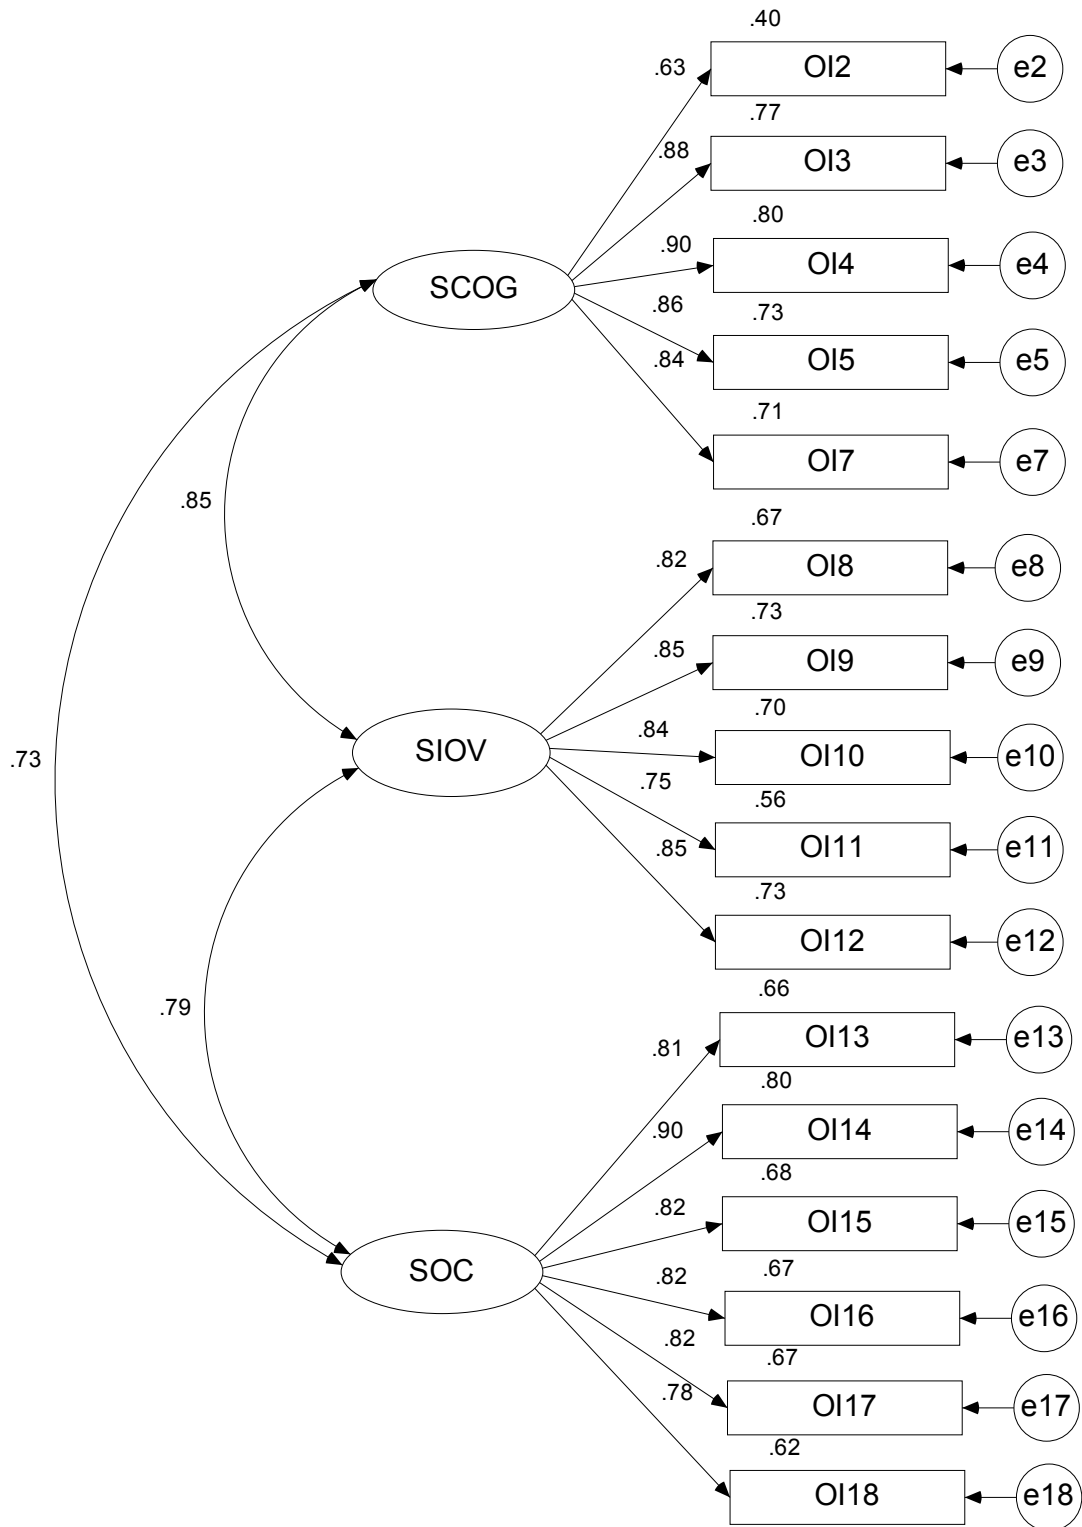 .40
.63 OI2 e2
.77
.88 OI3 e3
.80
.90 OI4 e4
SCOG
.86 .73
OI5 e5
.84
.71
OI7 e7
.85
.67
.82 OI8 e8
.73
.85 OI9 e9
.70
.84 OI10 e10
SIOV
.73
.75 .56
.85 OI11 e11
.73
OI12 e12
.79
.66
.81 OI13 e13
.80
.90 OI14 e14
.68
.82 OI15 e15
SOC
.82 .67
OI16 e16
.82 .67
.78 OI17 e17
.62
OI18 e18